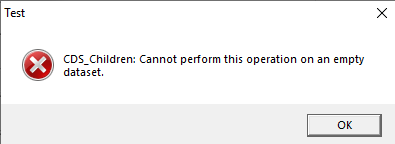 Test
CDS_Children: Cannot perform this operation on an empty
dataset.
OK